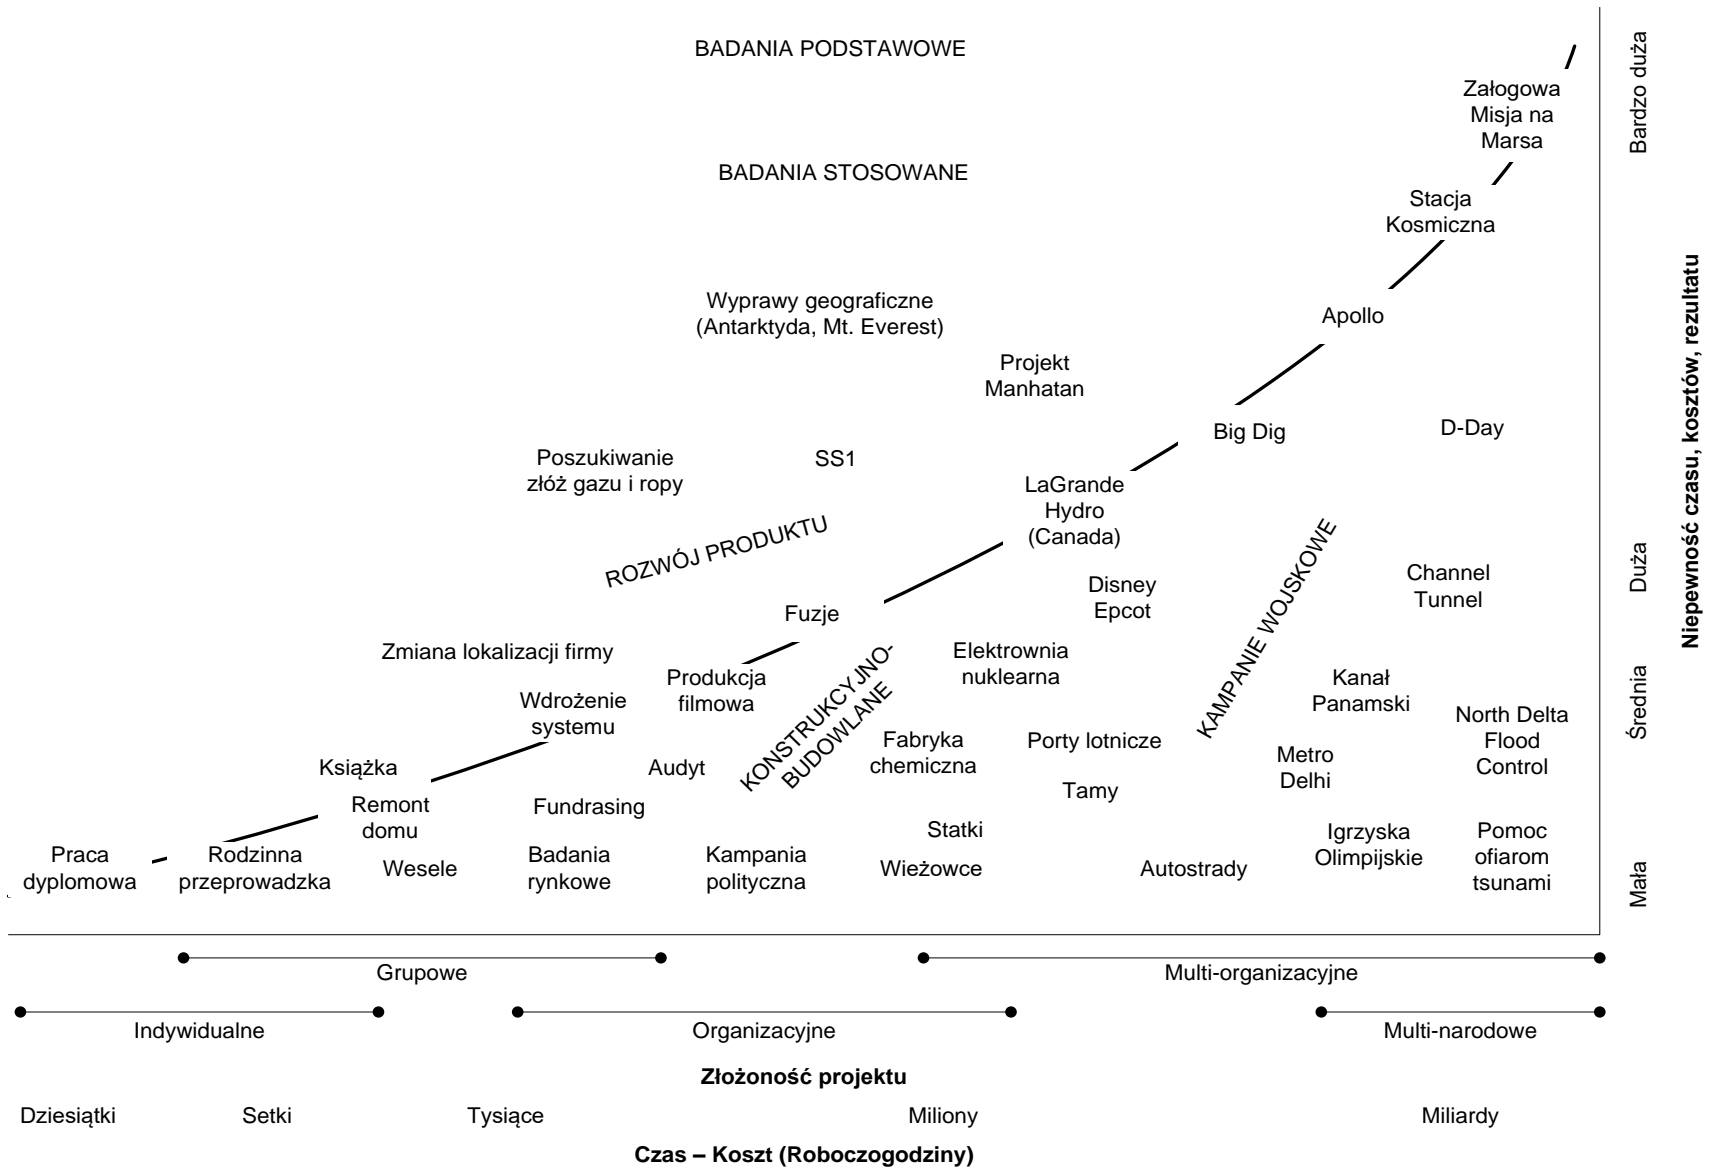 BADANIA PODSTAWOWE
Bardzo duża
Załogowa
Misja na
Marsa
BADANIA STOSOWANE
Stacja
Kosmiczna
Wyprawy geograficzne
(Antarktyda, Mt. Everest)
Apollo
Niepewność czasu, kosztów, rezultatu
Projekt
Manhatan
Big Dig
D-Day
Poszukiwanie
złóż gazu i ropy
SS1
LaGrande
Hydro
(Canada)
ROZWÓJ PRODUKTU
KAMPANIE WOJSKOWE
Duża
Channel
Tunnel
Disney
Epcot
Fuzje
Zmiana lokalizacji firmy
Elektrownia
nuklearna
Produkcja
filmowa
KONSTRUKCYJNO-
BUDOWLANE
Kanał
Panamski
Średnia
Wdrożenie
systemu
North Delta
Flood
Control
Fabryka
chemiczna
Porty lotnicze
Metro
Delhi
Książka
Audyt
Tamy
Remont
domu
Fundrasing
Statki
Igrzyska
Olimpijskie
Pomoc
ofiarom
tsunami
Praca
dyplomowa
Rodzinna
przeprowadzka
Wesele
Badania
rynkowe
Kampania
polityczna
Wieżowce
Autostrady
Mała
Grupowe
Multi-organizacyjne
Indywidualne
Organizacyjne
Multi-narodowe
Złożoność projektu
Dziesiątki
Setki
Tysiące
Miliony
Miliardy
Czas – Koszt (Roboczogodziny)